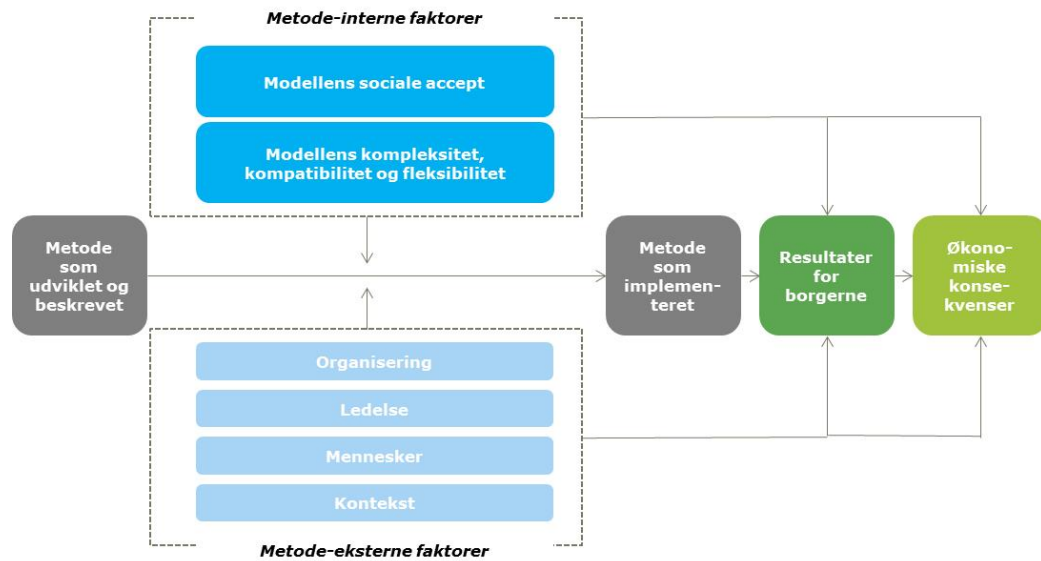 Metode-interne faktorer
Modellens sociale accept
Modellens kompleksitet,
kompatibilitet og fleksibilitet
Metode
som
udviklet og
beskrevet
Metode
som
implemen-
teret
Resultater
for
borgerne
Økono-
miske
konse-
kvenser
Organisering
Ledelse
Mennesker
Kontekst
Metode-eksterne faktorer